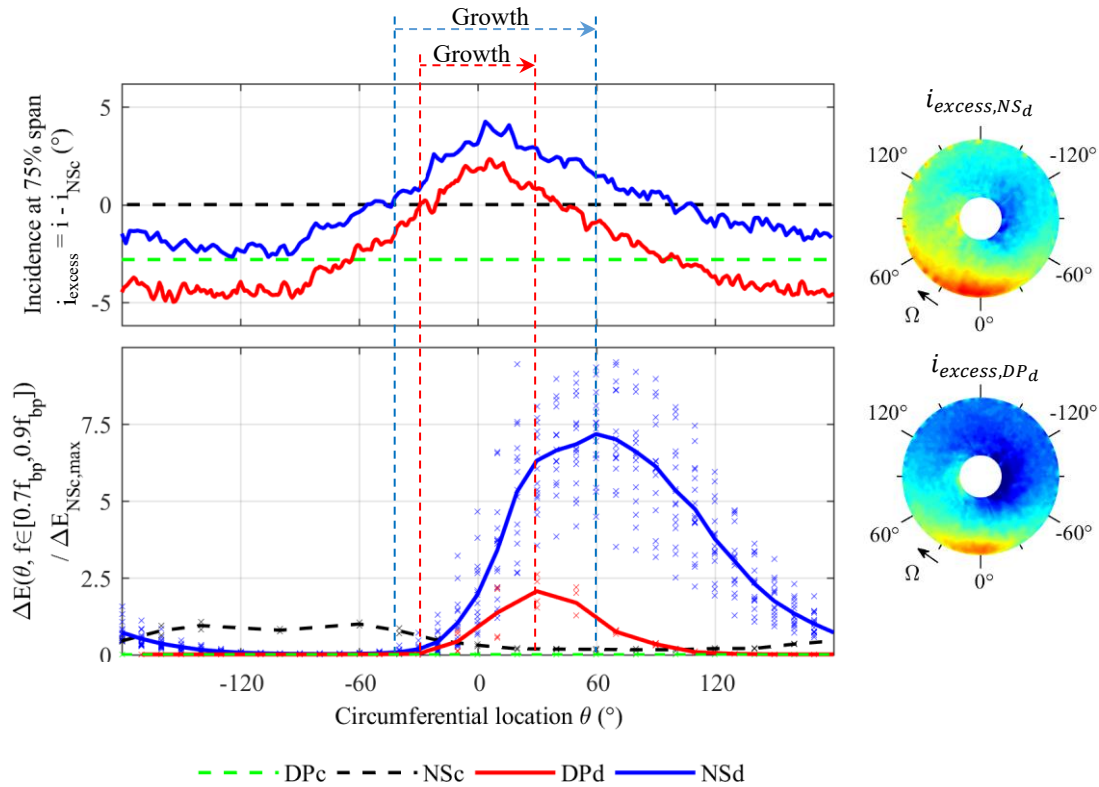 Growth
Growth
Incidence at 75% span
i_excess = i - i_NSc (°)
5
0
-5
ΔE(θ, f∈[0.7f_bp,0.9f_bp])
/ ΔE_NSc,max
7.5
5
2.5
0
-120
-60
0
60
120
Circumferential location θ (°)
DPc
NSc
DPd
NSd
i_excess,NS_d
120°
-120°
60°
-60°
Ω
0°
i_excess,DP_d
120°
-120°
60°
-60°
Ω
0°